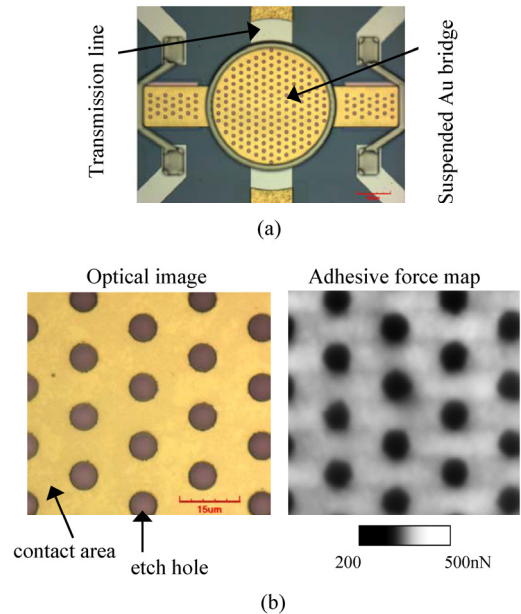 Transmission line
Suspended Au bridge
(a)
Optical image
Adhesive force map
15um
contact area
etch hole
200
500nN
(b)